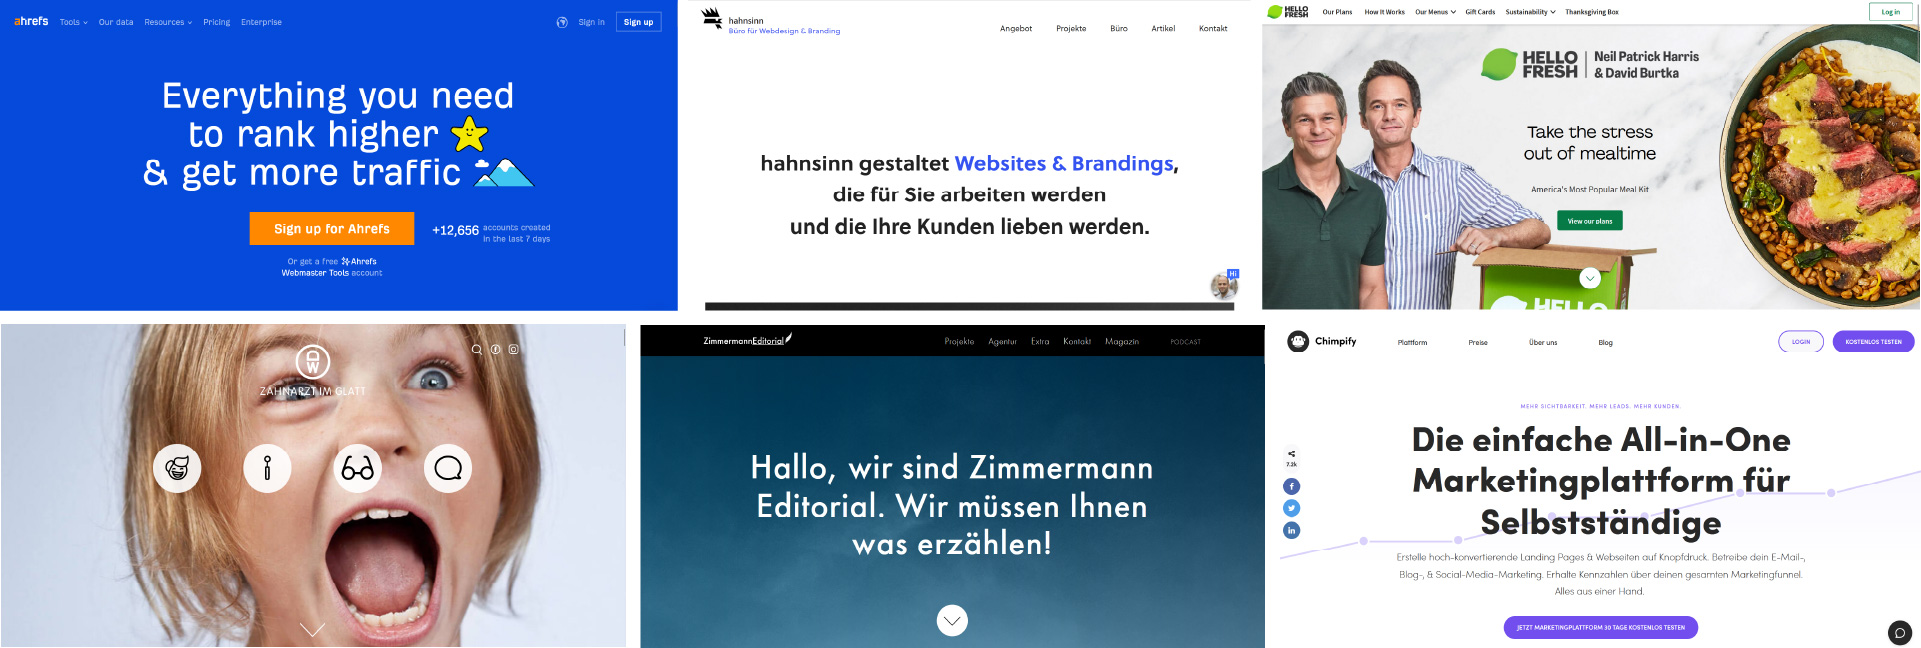 ahrefs Tools Our data Resources Pricing Enterprise Sign in Sign up
Everything you need
to rank higher
& get more traffic
Sign up for Ahrefs
+12,656 accounts created
in the last 7 days
Or get a free Ahrefs
Webmaster Tools account
hahnsinn
Büro für Webdesign & Branding
Angebot Projekte Büro Artikel Kontakt
hahnsinn gestaltet Websites & Brandings,
die für Sie arbeiten werden
und die Ihre Kunden lieben werden.
Hi
HELLO
FRESH
Our Plans How It Works Our Menus Gift Cards Sustainability Thanksgiving Box Log in
HELLO
FRESH
Neil Patrick Harris
& David Burtka
Take the stress
out of mealtime
America's Most Popular Meal Kit
View our plans
HELLO
ZAHNARZT IM GLATT
ZimmermannEditorial Projekte Agentur Extra Kontakt Magazin PODCAST
Hallo, wir sind Zimmermann
Editorial. Wir müssen Ihnen
was erzählen!
Chimpify Plattform Preise Über uns Blog LOGIN KOSTENLOS TESTEN
MEHR SICHTBARKEIT. MEHR LEADS. MEHR KUNDEN.
Die einfache All-in-One
Marketingplattform für
Selbstständige
7.2k
Erstelle hoch-konvertierende Landing Pages & Webseiten auf Knopfdruck. Betreibe dein E-Mail-,
Blog-, & Social-Media-Marketing. Erhalte Kennzahlen über deinen gesamten Marketingfunnel.
Alles aus einer Hand.
JETZT MARKETINGPLATTFORM 30 TAGE KOSTENLOS TESTEN